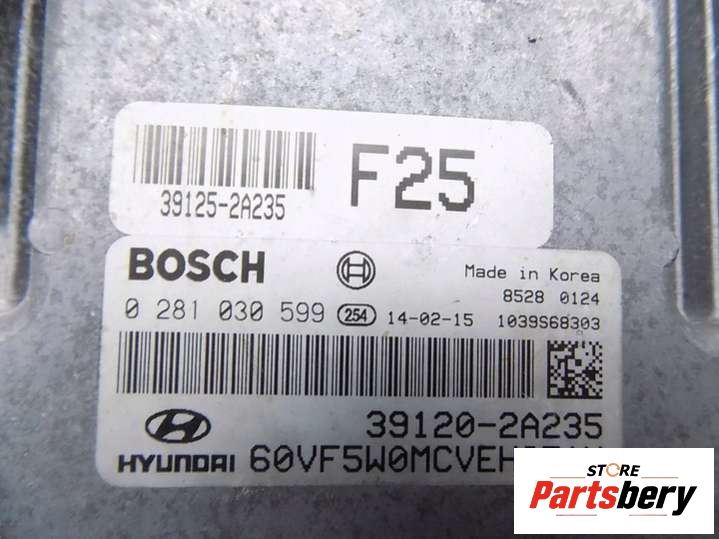 F25
39125-2A235
BOSCH
Made in Korea
8528 0124
0 281 030 599 254 14-02-15 1039S68303
39120-2A235
HYUNDAI
STORE
Partsbery